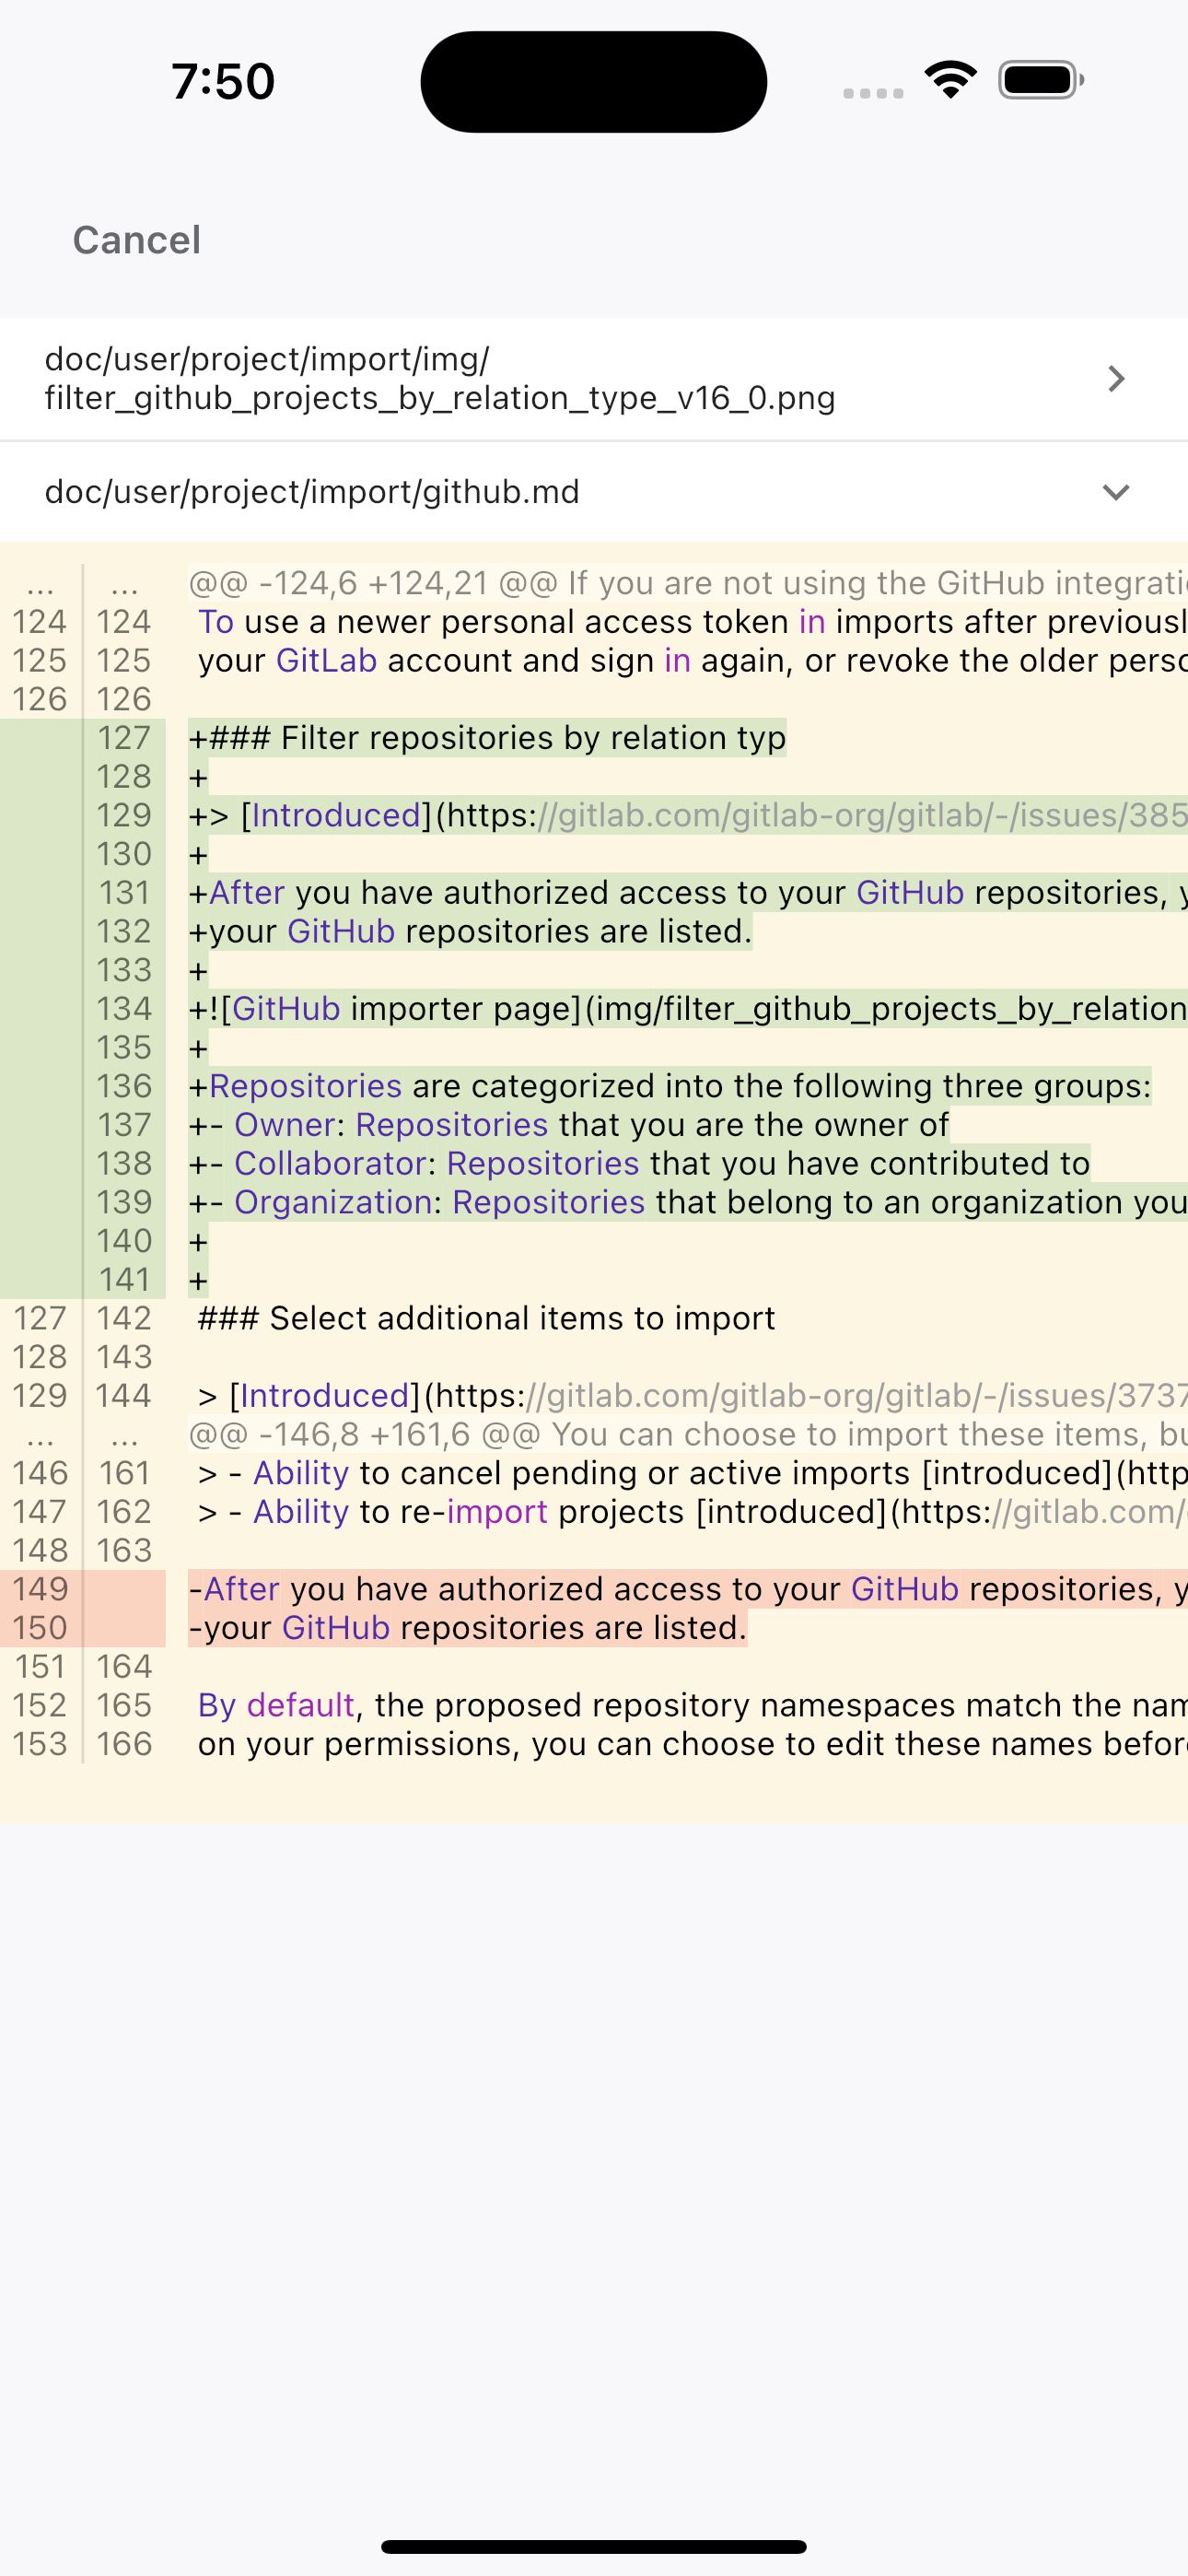 7:50
Cancel
doc/user/project/import/img/
filter_github_projects_by_relation_type_v16_0.png
doc/user/project/import/github.md
... ... @@ -124,6 +124,21 @@ If you are not using the GitHub
124 124 To use a newer personal access token in imports after
125 125 your GitLab account and sign in again, or revoke the older
126 126
127 +### Filter repositories by relation typ
128 +
129 +> [Introduced](https://gitlab.com/gitlab-org/gitlab/-/issues/385
130 +
131 +After you have authorized access to your GitHub repositories,
132 +your GitHub repositories are listed.
133 +
134 +![GitHub importer page](img/filter_github_projects_by_relation
135 +
136 +Repositories are categorized into the following three groups:
137 +- Owner: Repositories that you are the owner of
138 +- Collaborator: Repositories that you have contributed to
139 +- Organization: Repositories that belong to an organization you
140 +
141 +
127 142 ### Select additional items to import
128 143
129 144 > [Introduced](https://gitlab.com/gitlab-org/gitlab/-/issues/3737
... ... @@ -146,8 +161,6 @@ You can choose to import these items,
146 161 > - Ability to cancel pending or active imports [introduced](http
147 162 > - Ability to re-import projects [introduced](https://gitlab.com/
148 163
149 -After you have authorized access to your GitHub repositories,
150 -your GitHub repositories are listed.
151 164
152 165 By default, the proposed repository namespaces match the
153 166 on your permissions, you can choose to edit these names